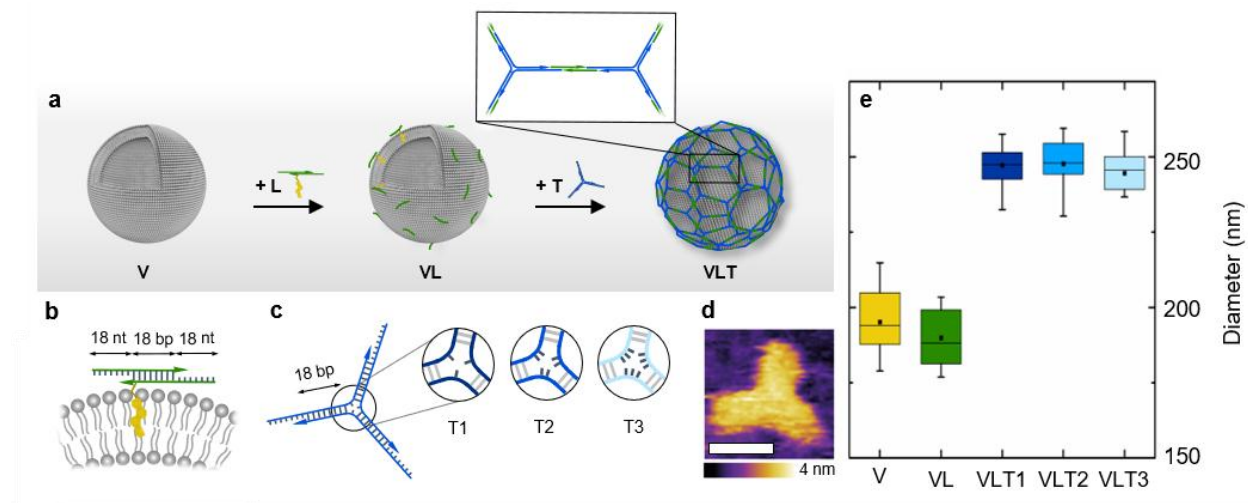 a
+ L
+ T
V
VL
VLT
b
18 nt 18 bp 18 nt
c
18 bp
T1
T2
T3
d
4 nm
e
250
200
150
Diameter (nm)
V
VL
VLT1
VLT2
VLT3